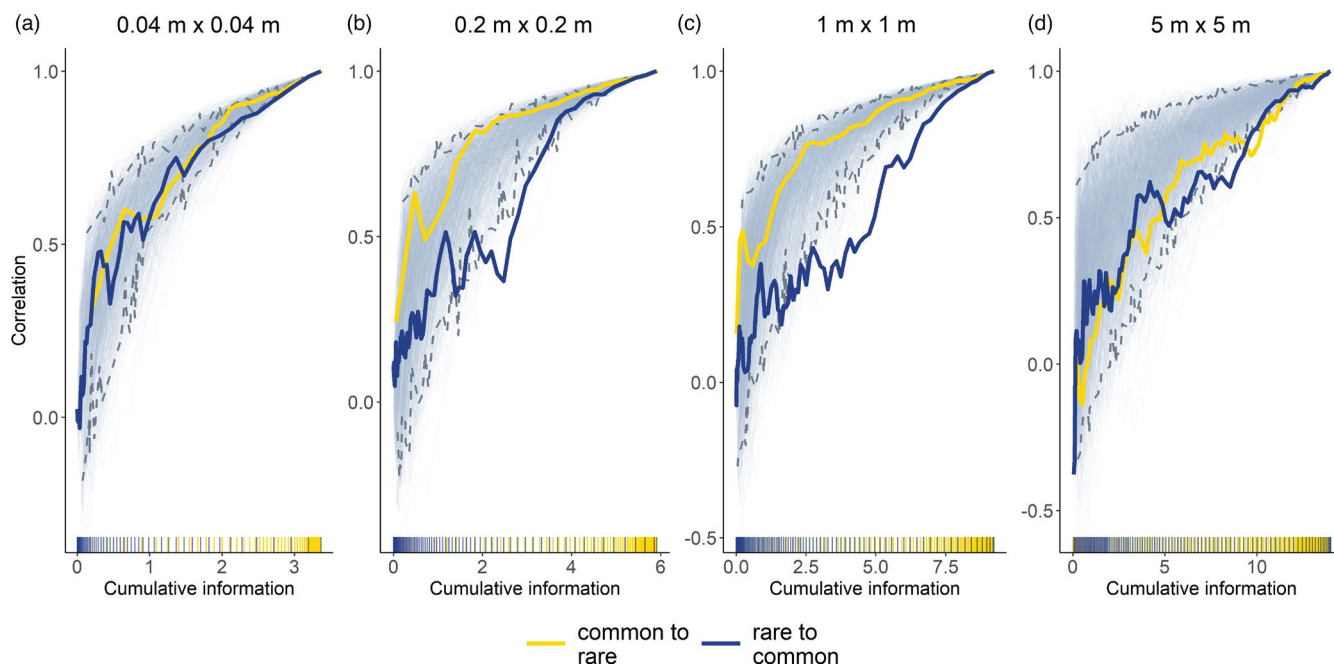 (a) 0.04 m x 0.04 m (b) 0.2 m x 0.2 m (c) 1 m x 1 m (d) 5 m x 5 m
Correlation
1.0
0.5
0.0
0 1 2 3
Cumulative information
1.0
0.5
0.0
0 2 4 6
Cumulative information
1.0
0.5
0.0
-0.5
0.0 2.5 5.0 7.5
Cumulative information
1.0
0.5
0.0
-0.5
0 5 10
Cumulative information
common to
rare
rare to
common